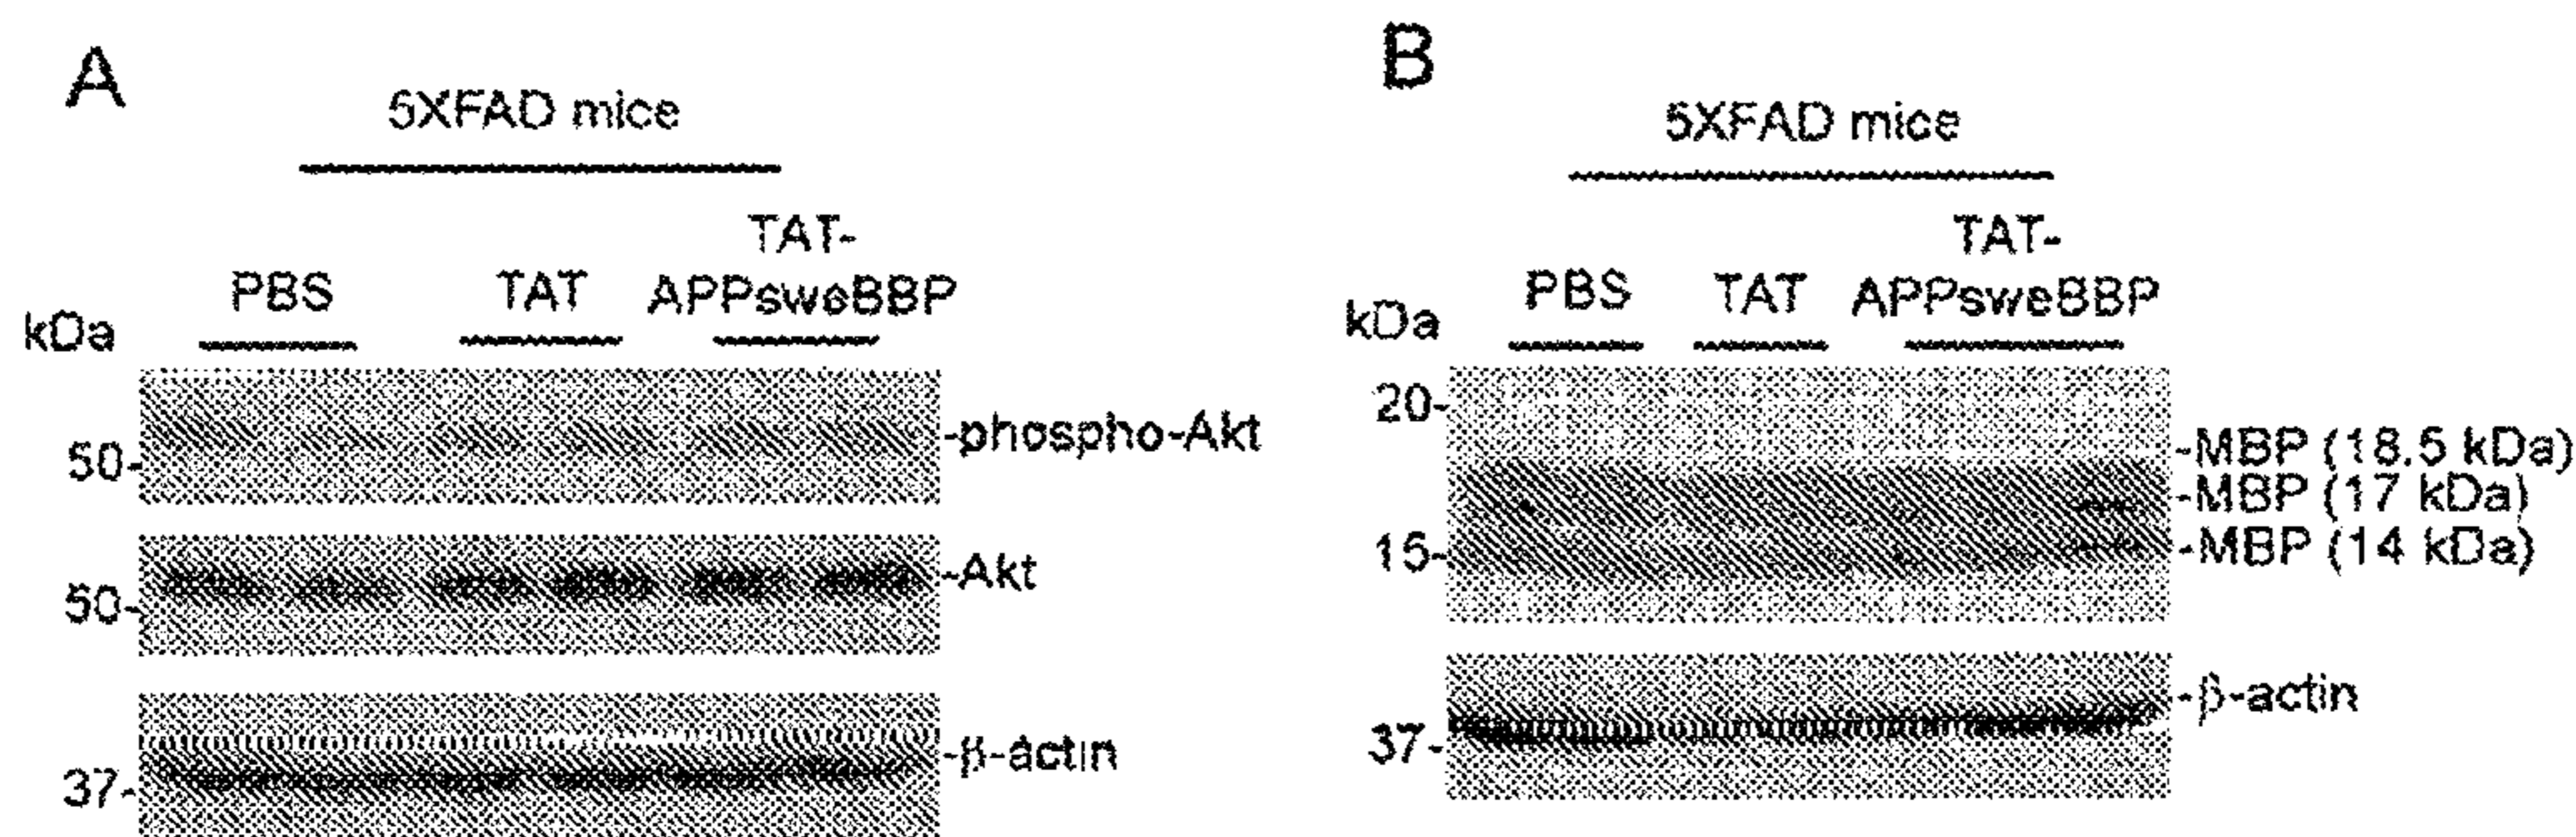 A
5XFAD mice
PBS
TAT
TAT-
APPsweBBP
kDa
50-
-phospho-Akt
50-
-Akt
37-
-β-actin
B
5XFAD mice
PBS
TAT
TAT-
APPsweBBP
kDa
20-
15-
-MBP (18.5 kDa)
-MBP (17 kDa)
-MBP (14 kDa)
37-
-β-actin